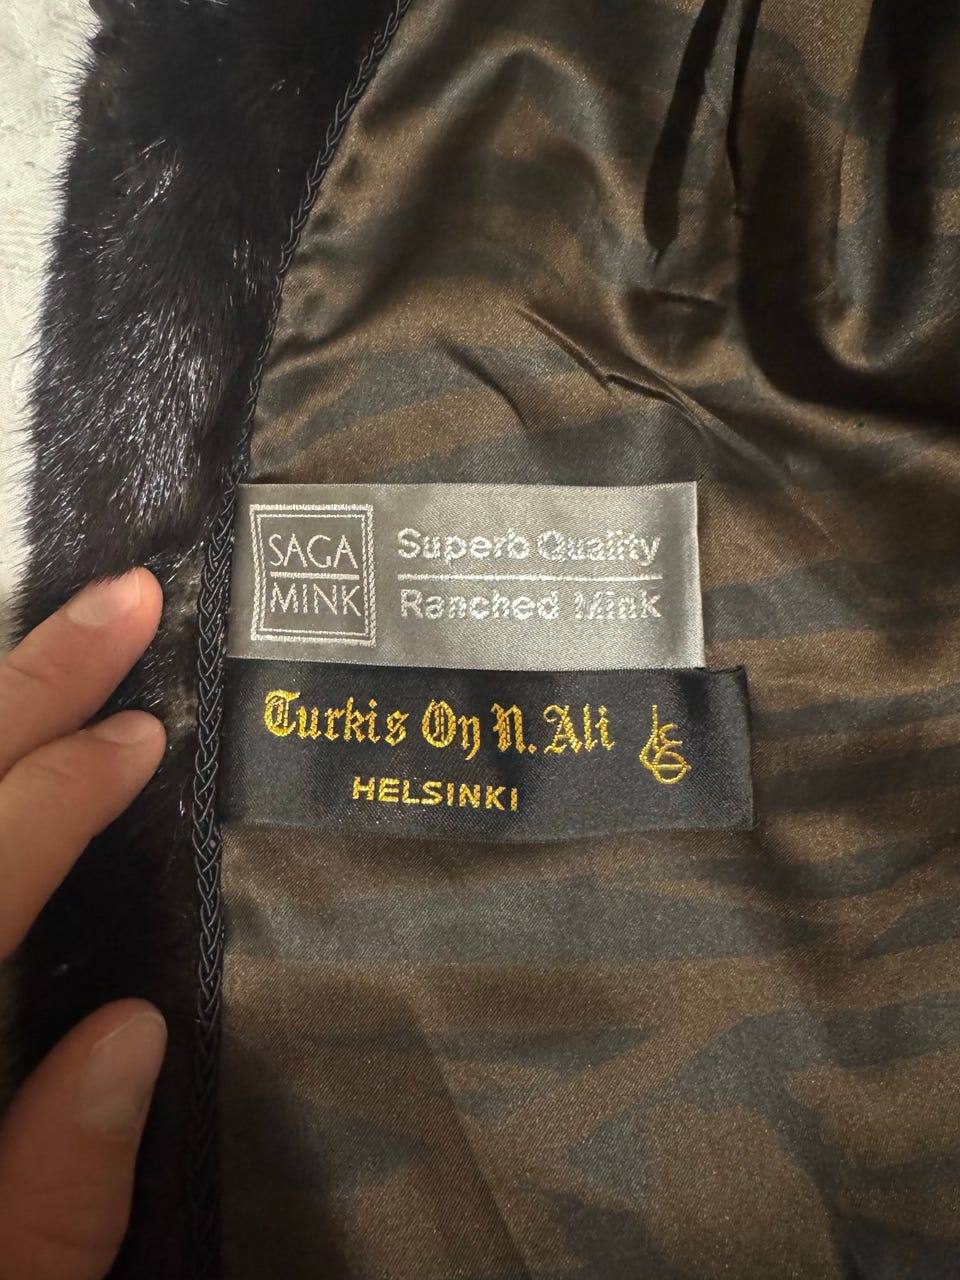 SAGA
MINK
Superb Quality
Ranched Mink
Turkis Oy N. Ali
HELSINKI